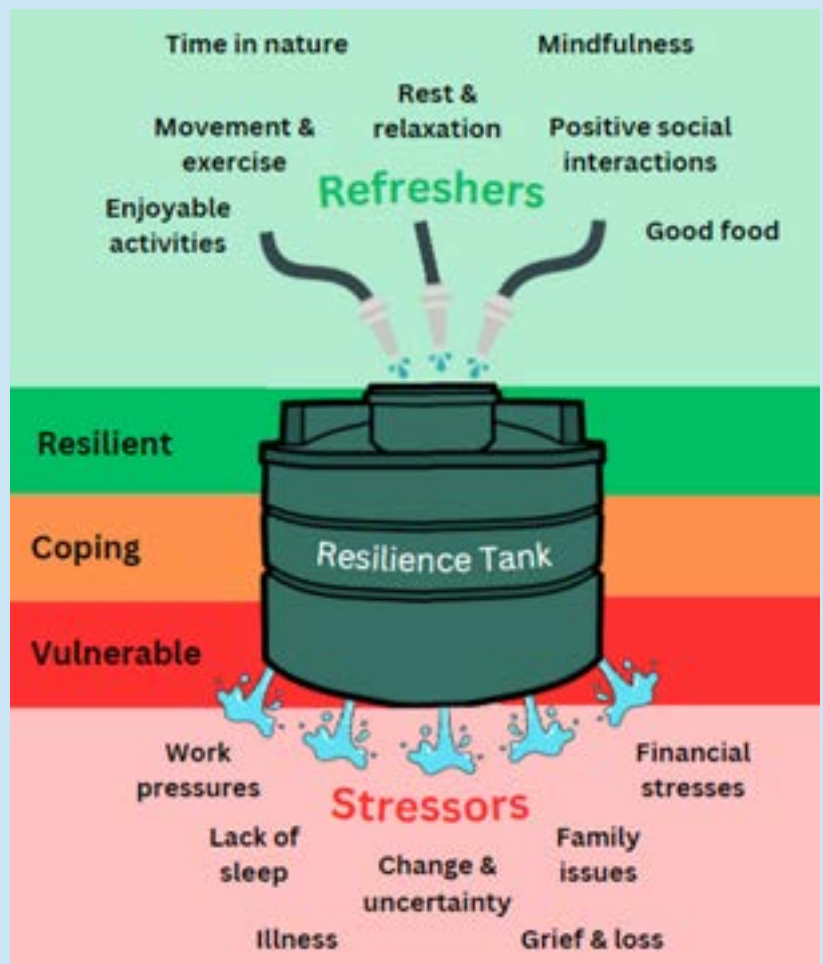 Time in nature
Mindfulness
Rest &
relaxation
Movement &
exercise
Positive social
interactions
Refreshers
Enjoyable
activities
Good food
Resilient
Coping
Resilience Tank
Vulnerable
Work
pressures
Financial
stresses
Stressors
Lack of
sleep
Family
issues
Change &
uncertainty
Illness
Grief & loss